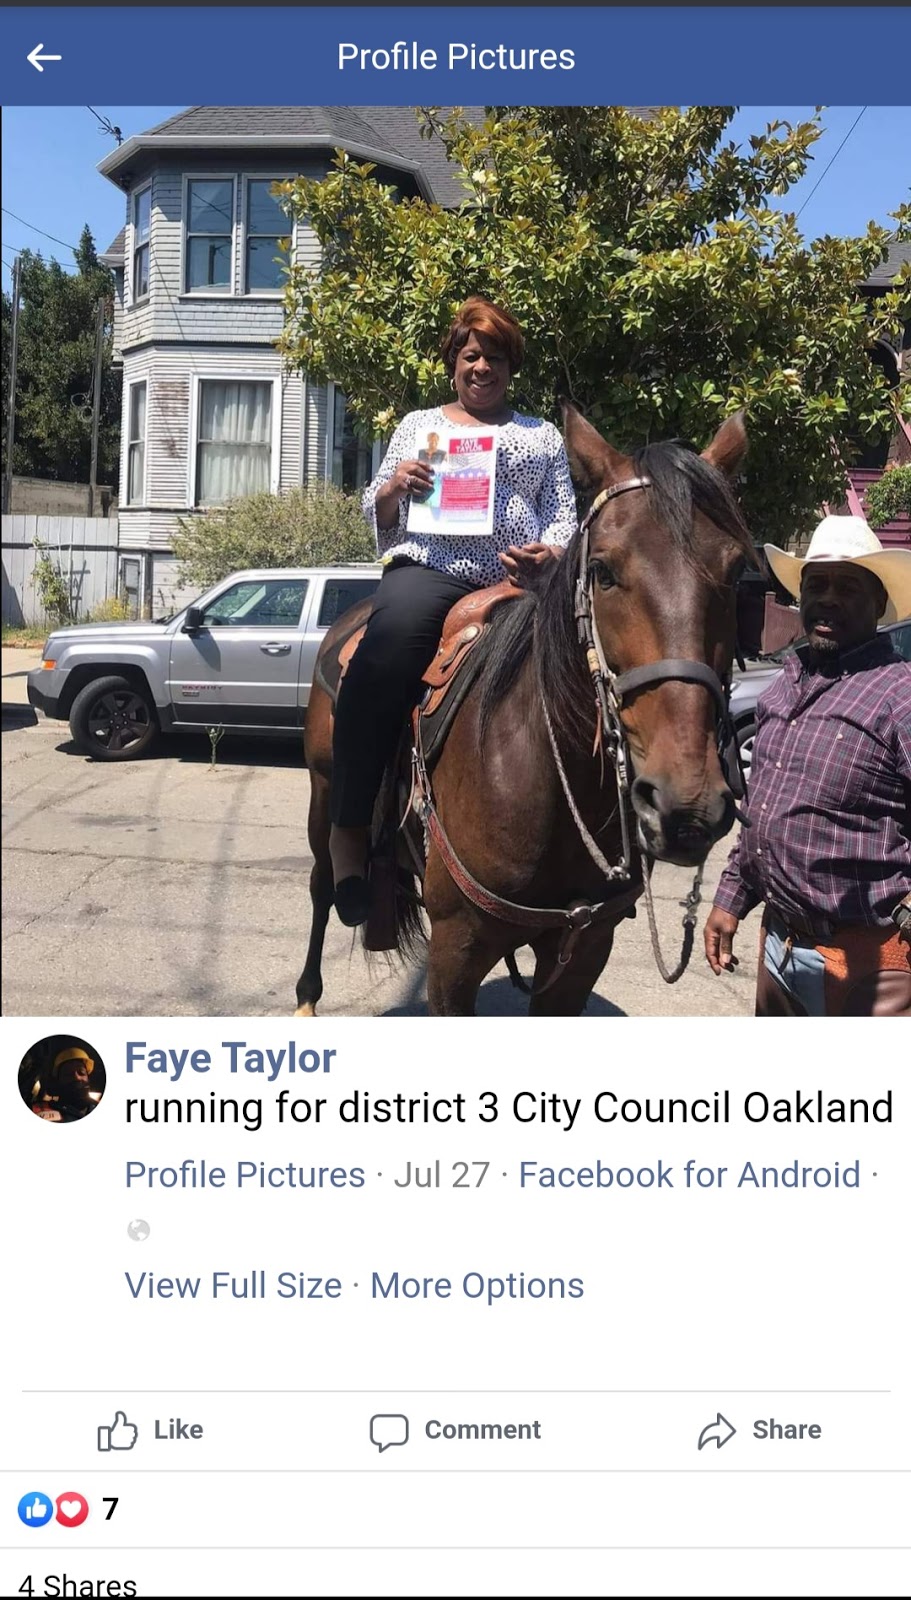 Profile Pictures
FAYE
TAYLOR
Faye Taylor
running for district 3 City Council Oakland
Profile Pictures · Jul 27 · Facebook for Android ·
View Full Size · More Options
Like Comment Share
7
4 Shares